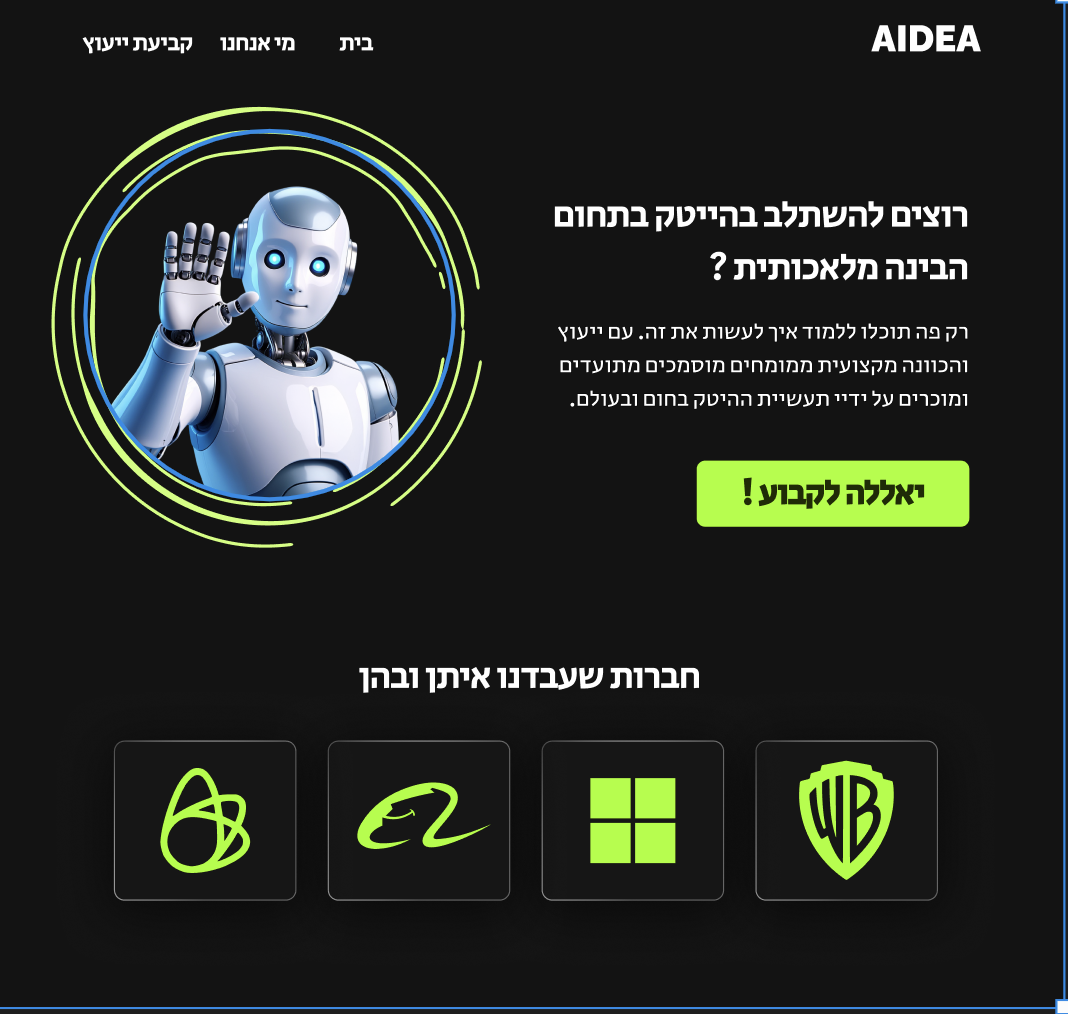 AIDEA
בית
מי אנחנו
קביעת ייעוץ
רוצים להשתלב בהייטק בתחום
הבינה מלאכותית ?
רק פה תוכלו ללמוד איך לעשות את זה. עם ייעוץ
והכוונה מקצועית ממומחים מוסמכים מתועדים
ומוכרים על ידיי תעשיית ההיטק בחום ובעולם.
יאללה לקבוע !
חברות שעבדנו איתן ובהן
WB